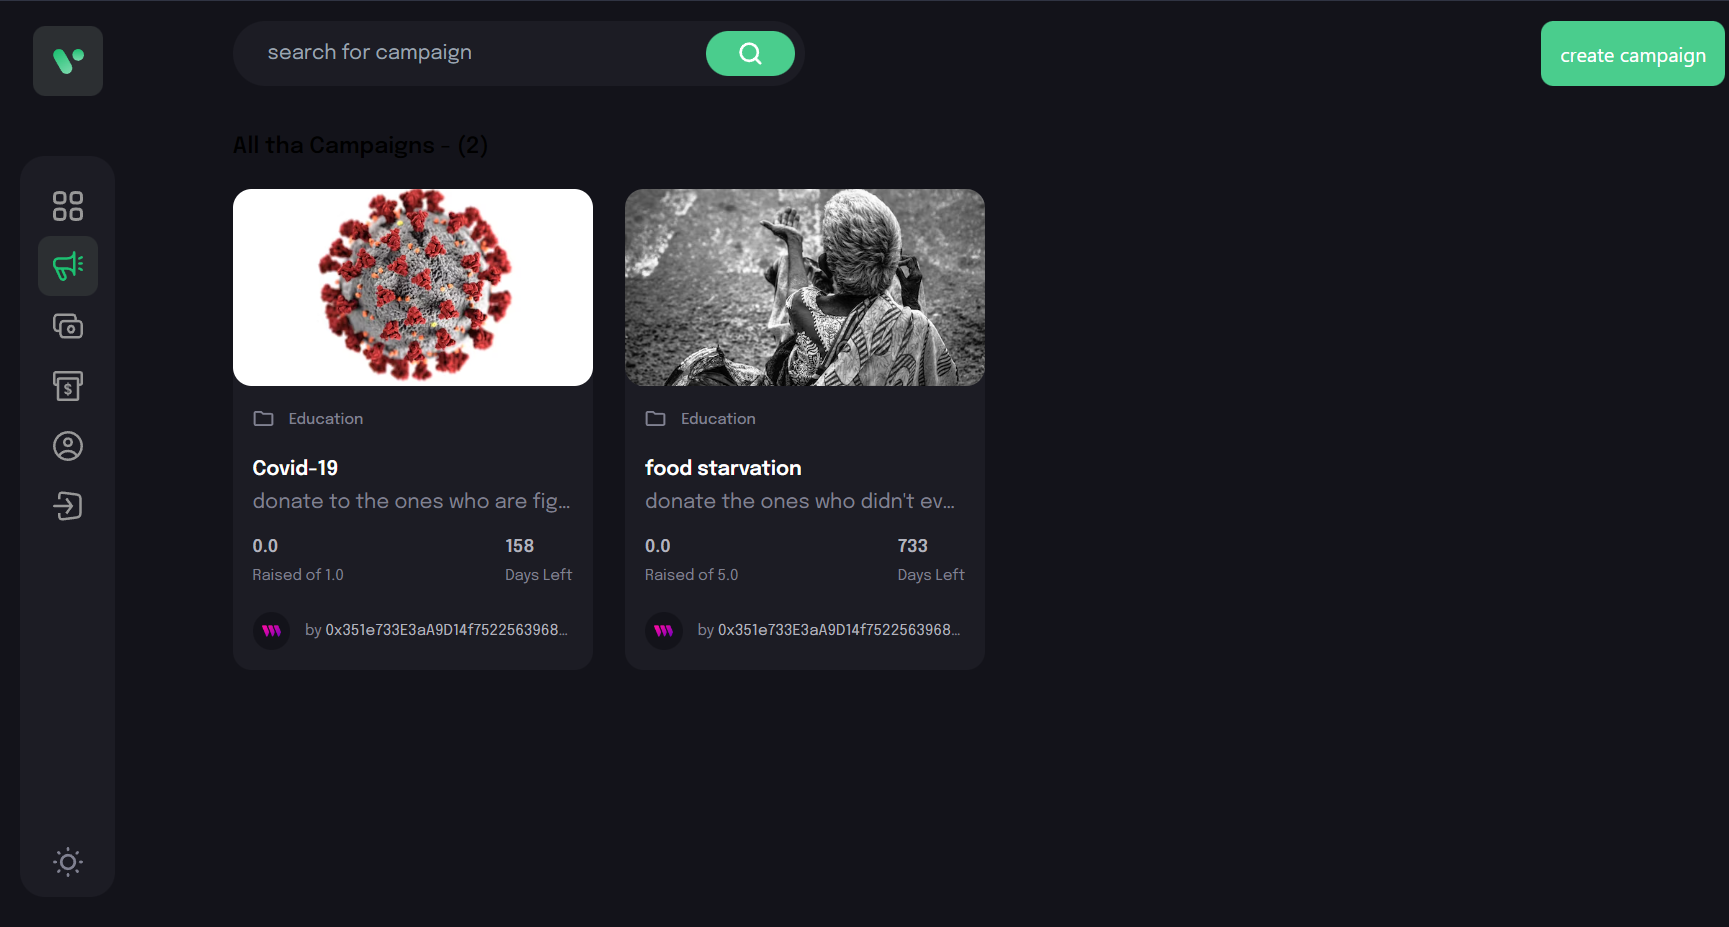 search for campaign
create campaign
All tha Campaigns - (2)
Education
Covid-19
donate to the ones who are fig...
0.0
158
Raised of 1.0
Days Left
by 0x351e733E3aA9D14f7522563968...
Education
food starvation
donate the ones who didn't ev...
0.0
733
Raised of 5.0
Days Left
by 0x351e733E3aA9D14f7522563968...